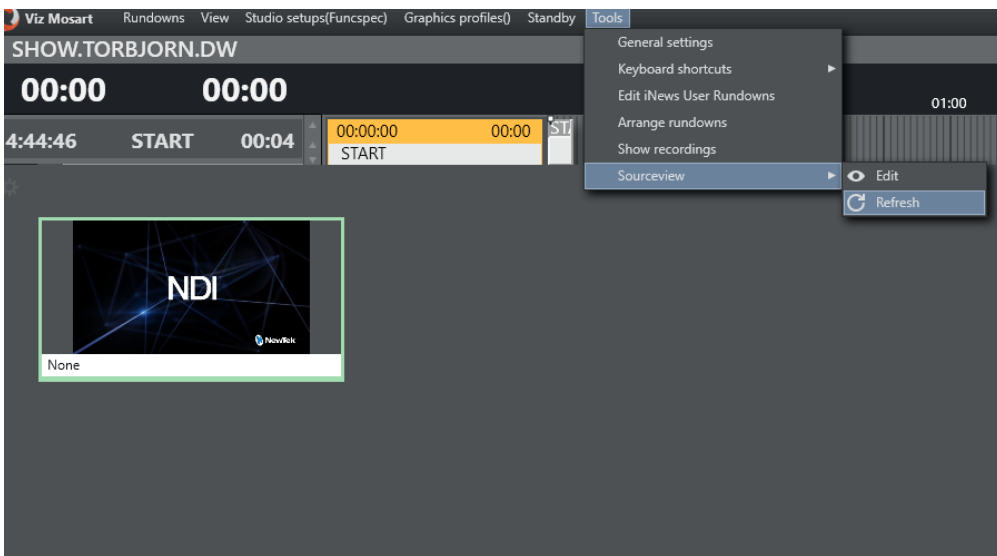 Viz Mosart Rundowns View Studio setups(Funcspec) Graphics profiles() Standby Tools
SHOW.TORBJORN.DW
00:00 00:00
01:00
4:44:46 START 00:04
00:00:00 00:00
START
General settings
Keyboard shortcuts
Edit iNews User Rundowns
Arrange rundowns
Show recordings
Sourceview
Edit
Refresh
NDI
NewTek
None